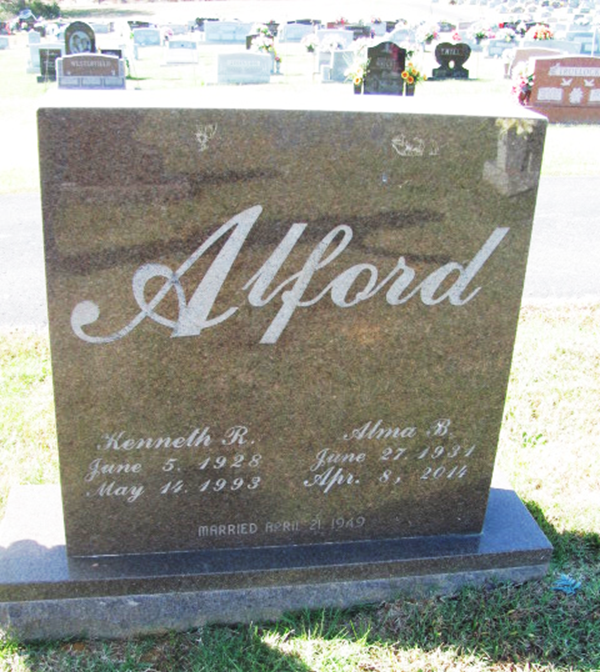 WESTERFIELD
Alford
Kenneth R.
June 5, 1928
May 14, 1993
Alma B.
June 27, 1931
Apr. 8, 2014
MARRIED APRIL 21, 1949